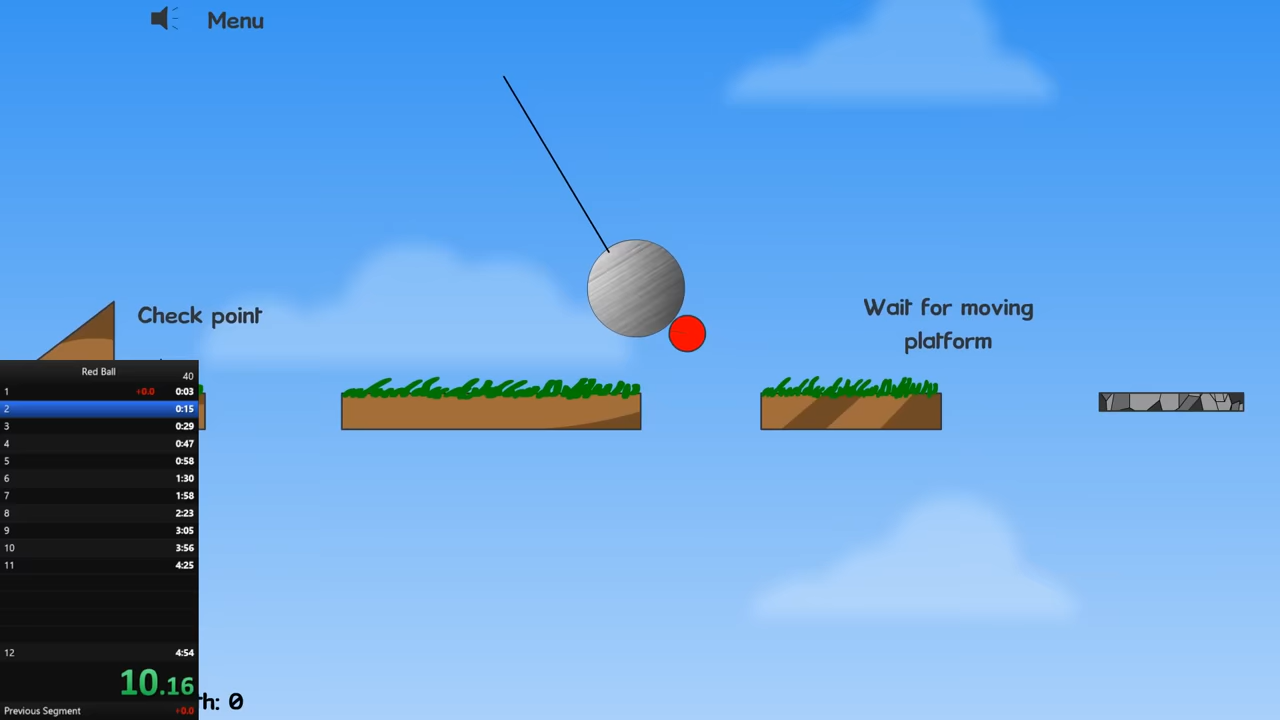 Menu
Check point
Wait for moving
platform
Red Ball
40
1 +0.0 0:03
2 0:15
3 0:29
4 0:47
5 0:58
6 1:30
7 1:58
8 2:23
9 3:05
10 3:56
11 4:25
12 4:54
10.16
Previous Segment +0.0
th: 0